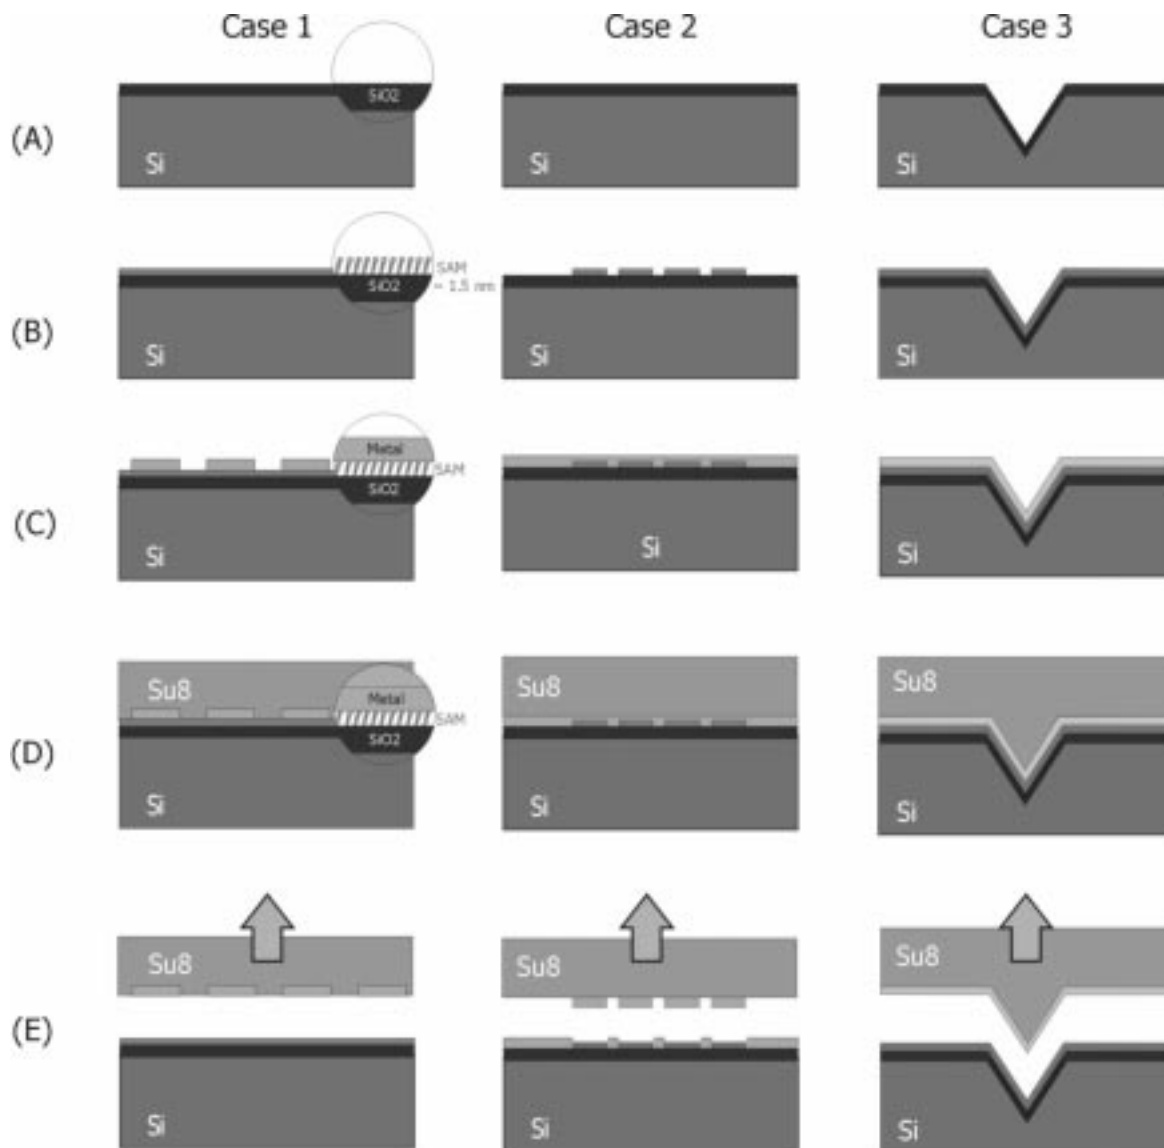 Case 1 Case 2 Case 3
SiO2
(A)
Si Si Si
SAM
SiO2 = 1.5 nm
(B)
Si Si Si
Metal
SAM
SiO2
(C)
Si Si Si
Su8 Su8 Su8
Metal
SAM
SiO2
(D)
Si Si Si
Su8 Su8 Su8
(E)
Si Si Si